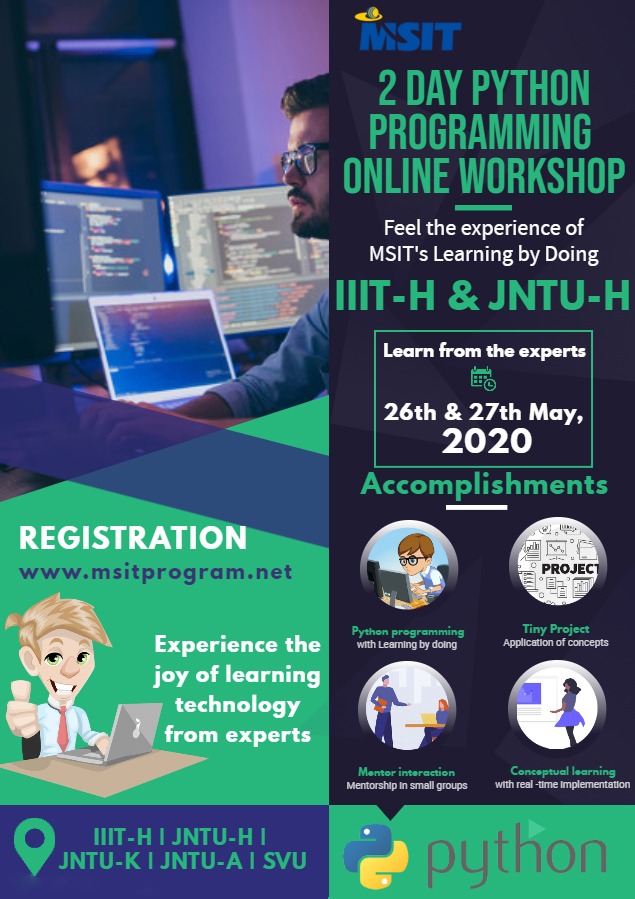 MSIT
2 DAY PYTHON
PROGRAMMING
ONLINE WORKSHOP
Feel the experience of
MSIT's Learning by Doing
IIIT-H & JNTU-H
Learn from the experts
26th & 27th May,
2020
Accomplishments
PROJECT
Python programming
with Learning by doing
Tiny Project
Application of concepts
Mentor interaction
Mentorship in small groups
Conceptual learning
with real -time implementation
REGISTRATION
www.msitprogram.net
Experience the
joy of learning
technology
from experts
IIIT-H | JNTU-H |
JNTU-K | JNTU-A | SVU
python